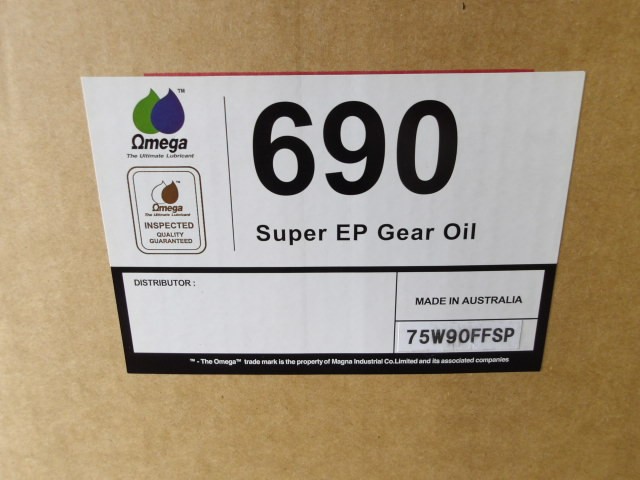 ™
Ωmega
The Ultimate Lubricant
™
Ωmega
The Ultimate Lubricant
INSPECTED
QUALITY
GUARANTEED
690
Super EP Gear Oil
DISTRIBUTOR :
MADE IN AUSTRALIA
75W90FFSP
™ - The Omega™ trade mark is the property of Magna Industrial Co.Limited and its associated companies